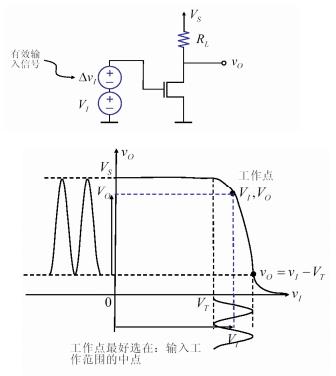 V_S
R_L
有效输
入信号
Δv_I
+
−
v_O
V_I
+
−
v_O
工作点
V_S
V_I, V_O
V_O
v_O = v_I − V_T
0
V_T
v_I
V_I
工作点最好选在：输入工
作范围的中点